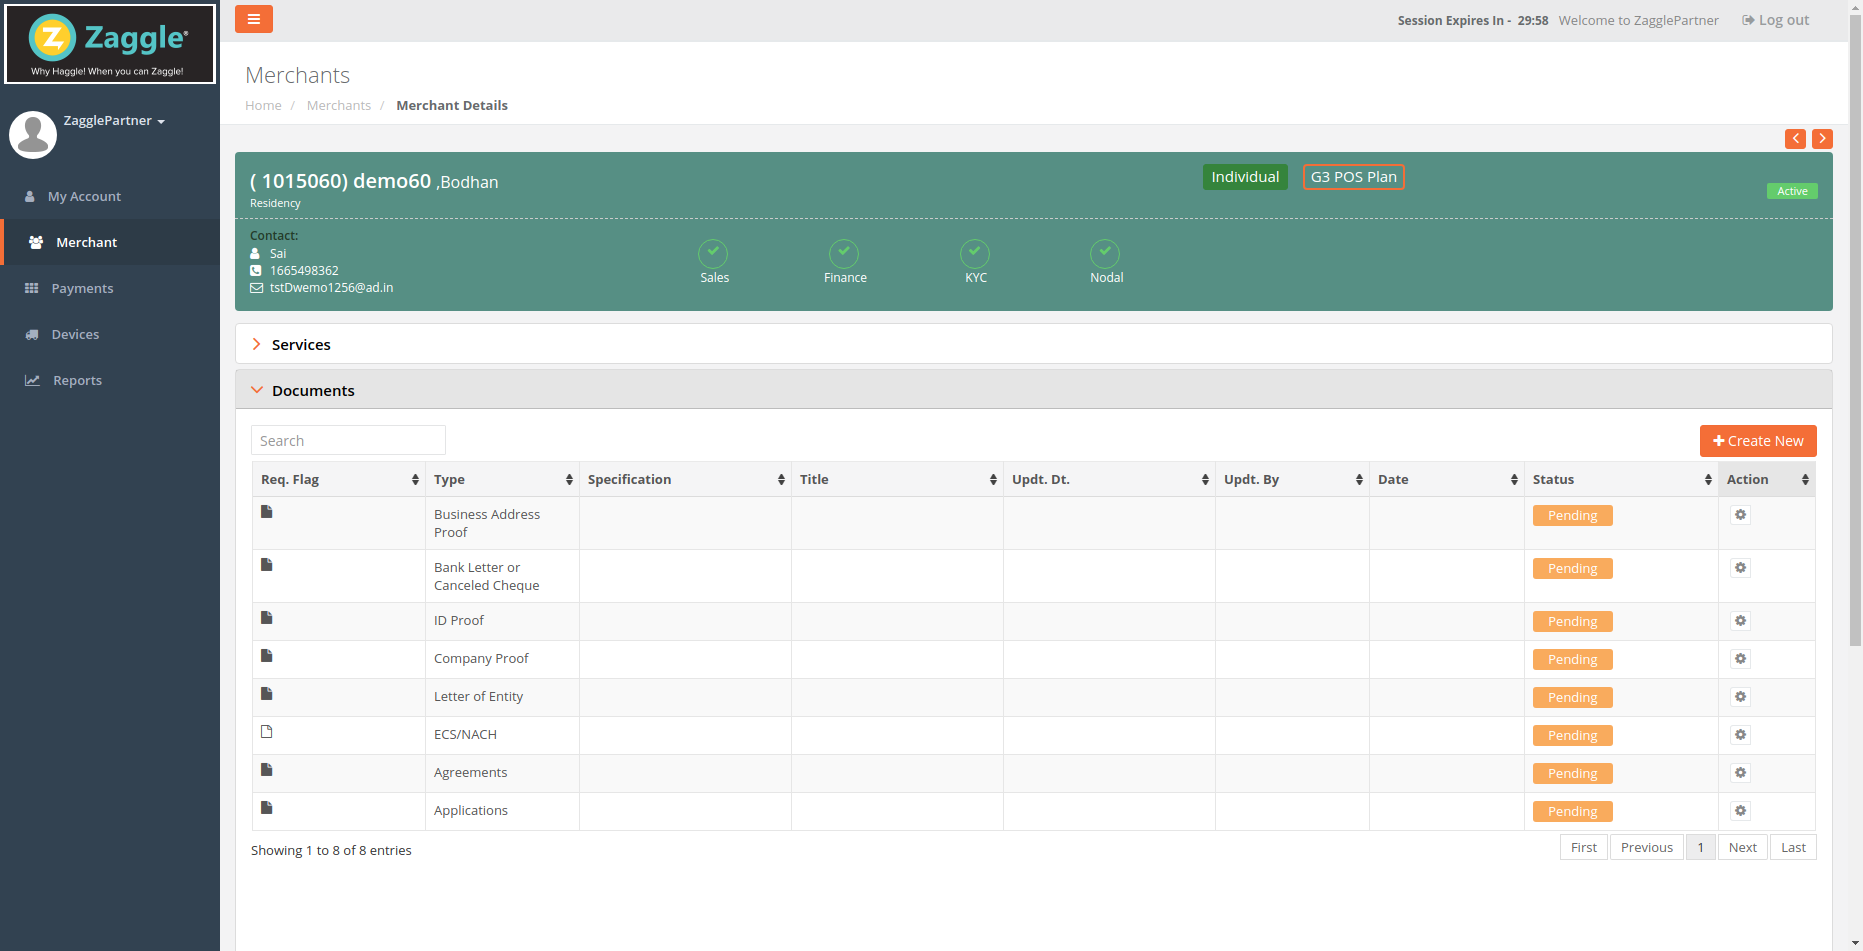 Zaggle®
Why Haggle! When you can Zaggle!
Session Expires In - 29:58 Welcome to ZagglePartner Log out
ZagglePartner
My Account
Merchant
Payments
Devices
Reports
Merchants
Home / Merchants / Merchant Details
( 1015060) demo60 ,Bodhan
Residency
Individual
G3 POS Plan
Active
Contact:
Sai
1665498362
tstDwemo1256@ad.in
Sales Finance KYC Nodal
Services
Documents
Search
Create New
Req. Flag Type Specification Title Updt. Dt. Updt. By Date Status Action
Business Address
Proof
Pending
Bank Letter or
Canceled Cheque
Pending
ID Proof Pending
Company Proof Pending
Letter of Entity Pending
ECS/NACH Pending
Agreements Pending
Applications Pending
Showing 1 to 8 of 8 entries
First Previous 1 Next Last